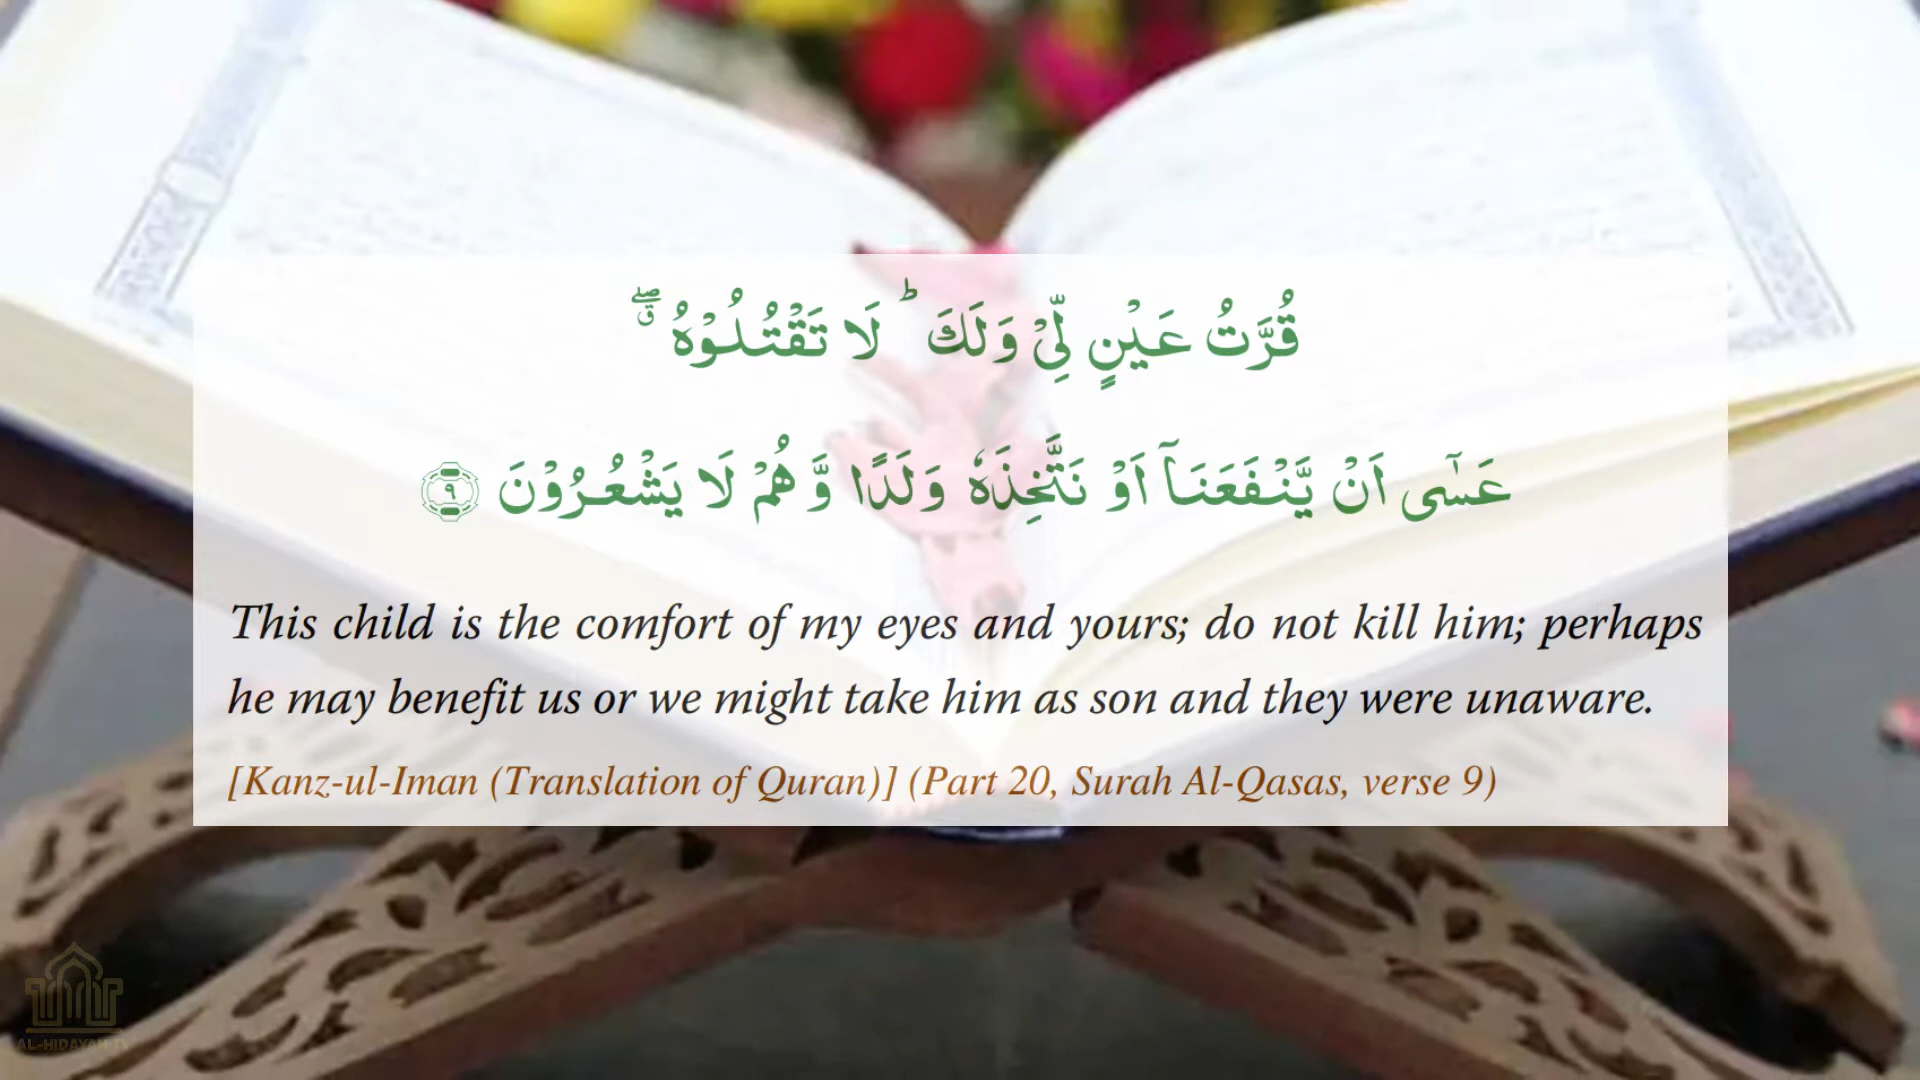 قُرَّتُ عَيْنٍ لِّيْ وَلَكَ ؕ لَا تَقْتُلُوْهُ ۖۗ
عَسٰۤى اَنْ يَّنْفَعَنَاۤ اَوْ نَتَّخِذَهٗ وَلَدًا وَّ هُمْ لَا يَشْعُرُوْنَ ۹
This child is the comfort of my eyes and yours; do not kill him; perhaps
he may benefit us or we might take him as son and they were unaware.
[Kanz-ul-Iman (Translation of Quran)] (Part 20, Surah Al-Qasas, verse 9)